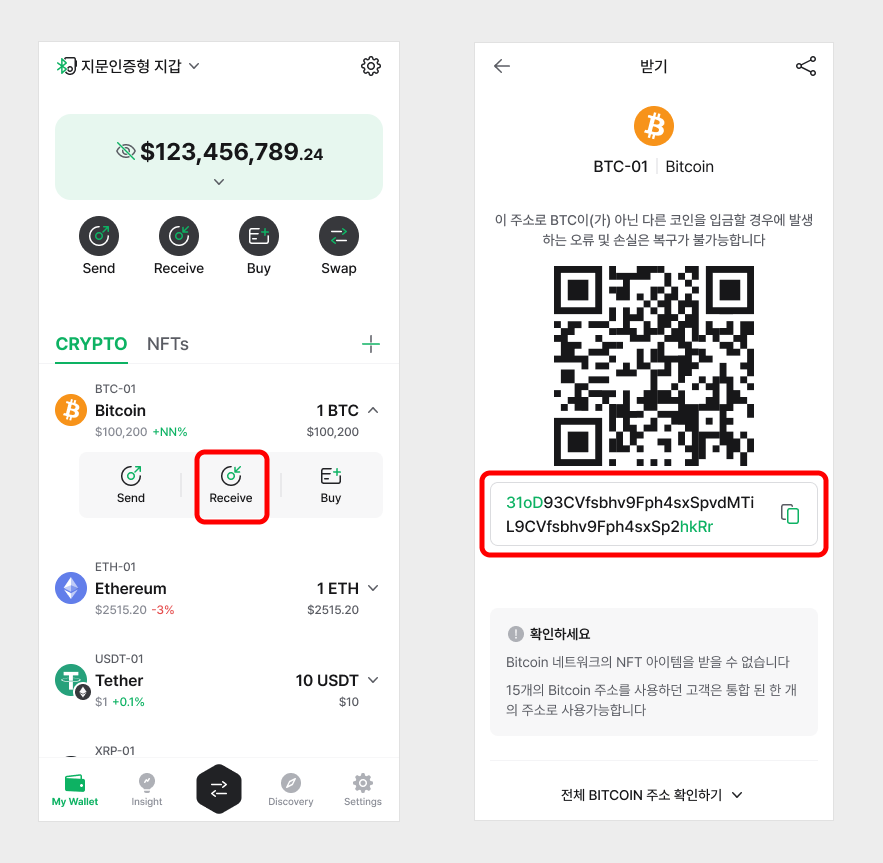 지문인증형 지갑
$123,456,789.24
Send
Receive
Buy
Swap
CRYPTO
NFTs
BTC-01
Bitcoin
1 BTC
$100,200 +NN%
$100,200
Send
Receive
Buy
ETH-01
Ethereum
1 ETH
$2515.20 -3%
$2515.20
USDT-01
Tether
10 USDT
$1 +0.1%
$10
XRP-01
My Wallet
Insight
Discovery
Settings
받기
BTC-01
Bitcoin
이 주소로 BTC이(가) 아닌 다른 코인을 입금할 경우에 발생
하는 오류 및 손실은 복구가 불가능합니다
31oD93CVfsbhv9Fph4sxSpvdMTi
L9CVfsbhv9Fph4sxSp2hkRr
확인하세요
Bitcoin 네트워크의 NFT 아이템을 받을 수 없습니다
15개의 Bitcoin 주소를 사용하던 고객은 통합 된 한 개
의 주소로 사용가능합니다
전체 BITCOIN 주소 확인하기